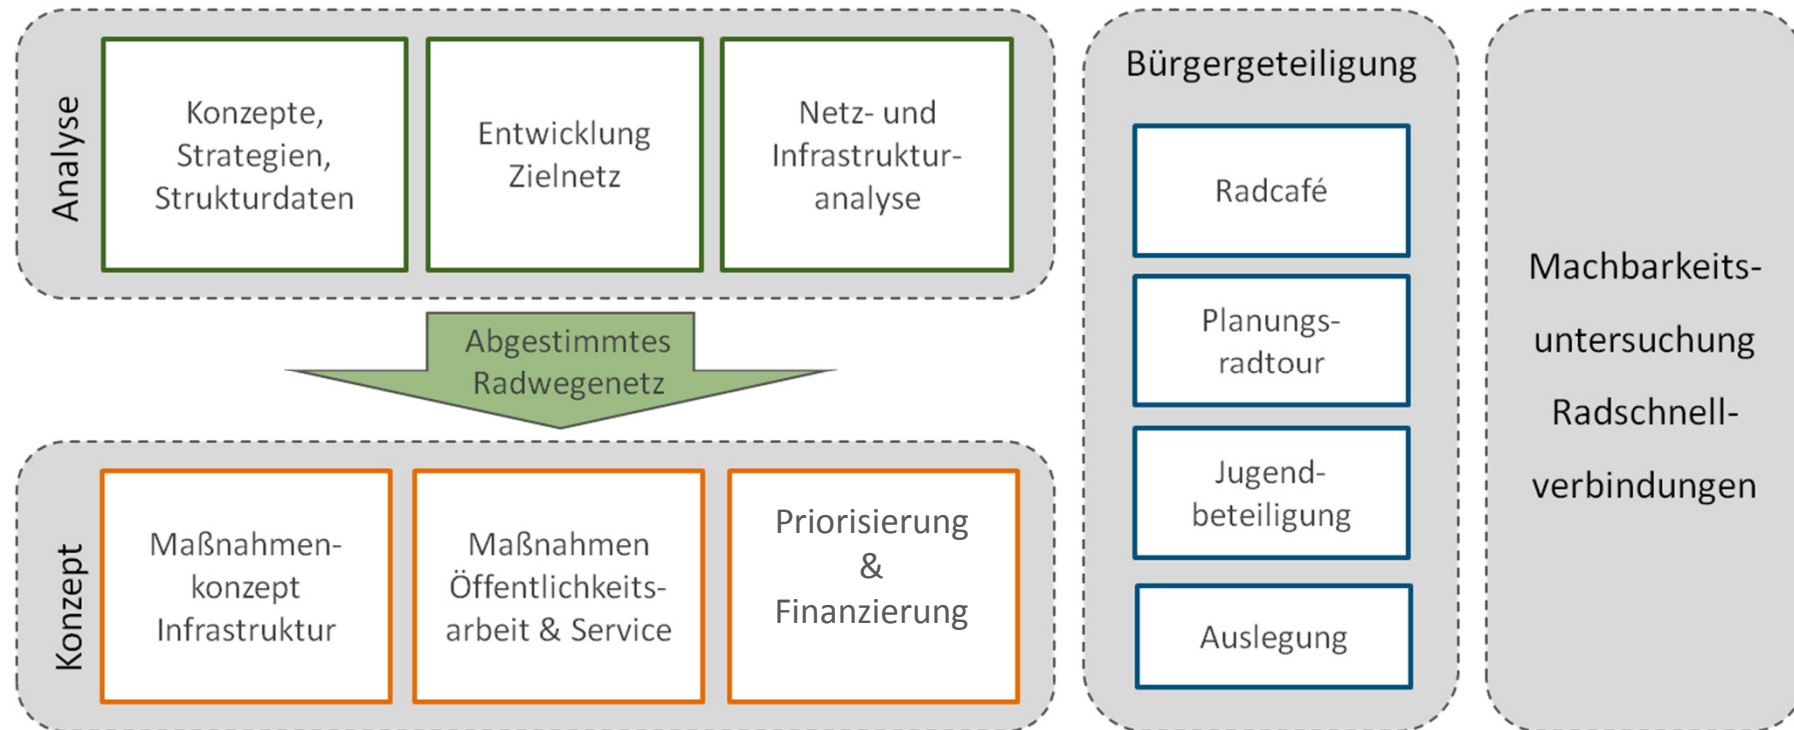 Analyse
Konzepte,
Strategien,
Strukturdaten
Entwicklung
Zielnetz
Netz- und
Infrastruktur-
analyse
Abgestimmtes
Radwegenetz
Konzept
Maßnahmen-
konzept
Infrastruktur
Maßnahmen
Öffentlichkeits-
arbeit & Service
Priorisierung
&
Finanzierung
Bürgergeteiligung
Radcafé
Planungs-
radtour
Jugend-
beteiligung
Auslegung
Machbarkeits-
untersuchung
Radschnell-
verbindungen